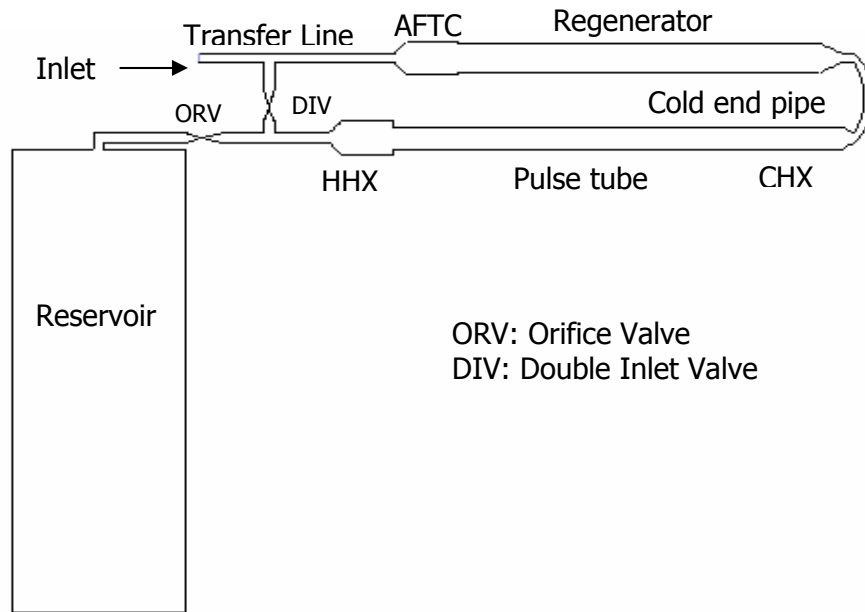 Transfer Line
AFTC
Regenerator
Inlet
ORV
DIV
Cold end pipe
HHX
Pulse tube
CHX
Reservoir
ORV: Orifice Valve
DIV: Double Inlet Valve